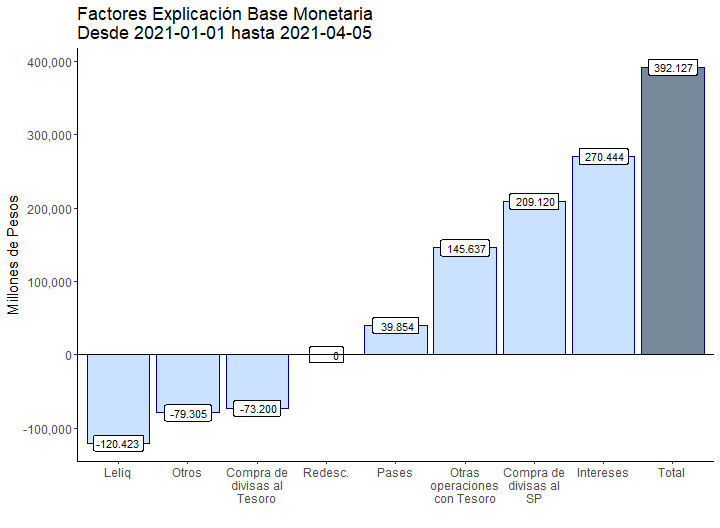 Factores Explicación Base Monetaria
Desde 2021-01-01 hasta 2021-04-05
Millones de Pesos
400,000
300,000
200,000
100,000
0
-100,000
-120.423
-79.305
-73.200
0
39.854
145.637
209.120
270.444
392.127
Leliq
Otros
Compra de
divisas al
Tesoro
Redesc.
Pases
Otras
operaciones
con Tesoro
Compra de
divisas al
SP
Intereses
Total